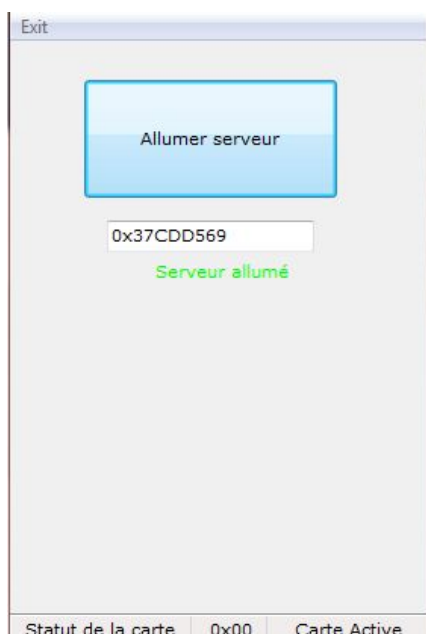 Exit
Allumer serveur
0x37CDD569
Serveur allumé
Statut de la carte 0x00 Carte Active